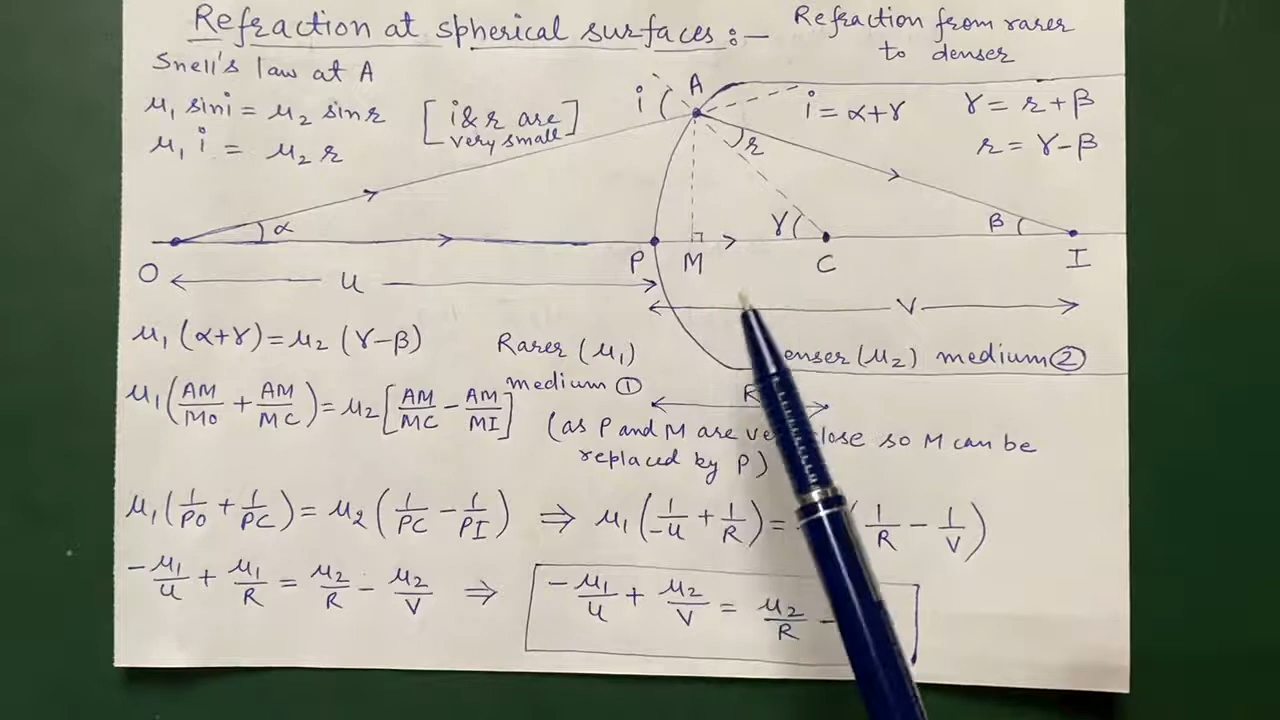 Refraction at spherical surfaces :—
Refraction from rarer
to denser
Snell's law at A
μ₁ sini = μ₂ sinr
[i & r are
very small]
μ₁ i = μ₂ r
i
A
i = α+γ
γ = r + β
r = γ - β
r
α
γ
β
O
P
M
C
I
u
v
μ₁ (α+γ) = μ₂ (γ-β)
Rarer (μ₁)
medium ①
enser (μ₂) medium ②
R
μ₁ (AM/MO + AM/MC) = μ₂ [AM/MC - AM/MI]
(as P and M are ve lose so M can be
replaced by P)
μ₁ (1/PO + 1/PC) = μ₂ (1/PC - 1/PI) ⇒ μ₁ (1/-u + 1/R) = (1/R - 1/v)
-μ₁/u + μ₁/R = μ₂/R - μ₂/v ⇒ -μ₁/u + μ₂/v = μ₂/R -